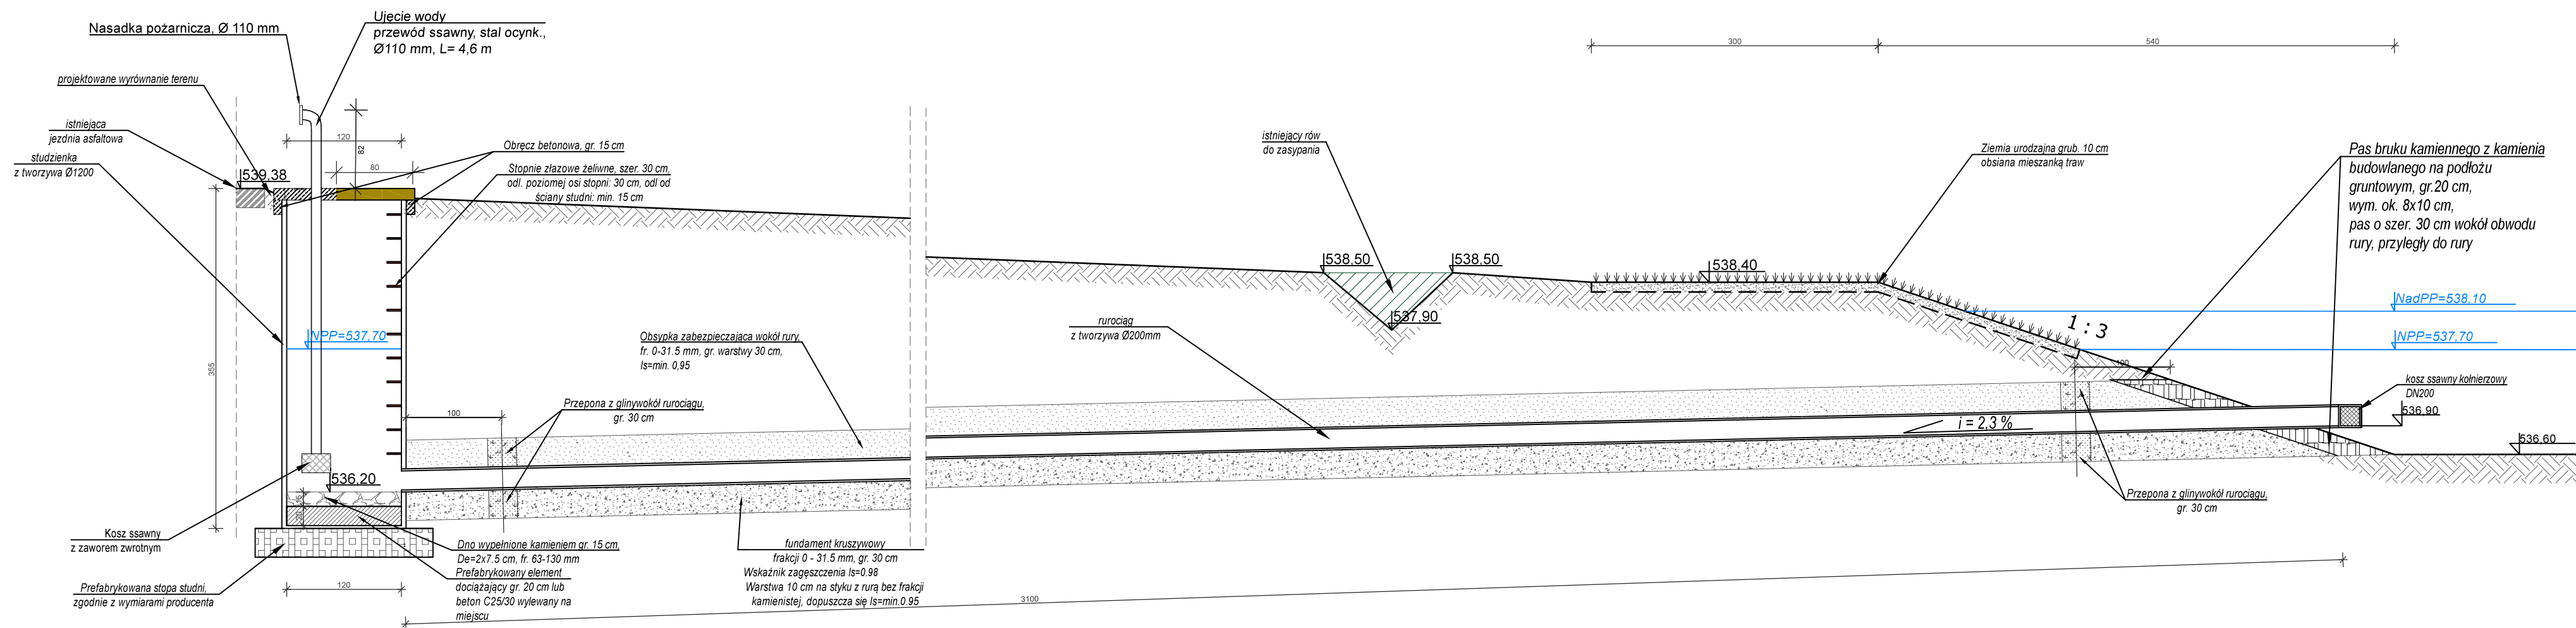 Ujęcie wody
przewód ssawny, stal ocynk.,
Ø110 mm, L= 4,6 m
Nasadka pożarnicza, Ø 110 mm
projektowane wyrównanie terenu
istniejąca
jezdnia asfaltowa
studzienka
z tworzywa Ø1200
539,38
120
82
80
Obręcz betonowa, gr. 15 cm
Stopnie złazowe żeliwne, szer. 30 cm,
odl. poziomej osi stopni: 30 cm, odl od
ściany studni: min. 15 cm
355
NPP=537,70
Obsypka zabezpieczająca wokół rury,
fr. 0-31.5 mm, gr. warstwy 30 cm,
Is=min. 0,95
100
Przepona z glinywokół rurociągu,
gr. 30 cm
536,20
15
20
Kosz ssawny
z zaworem zwrotnym
Prefabrykowana stopa studni,
zgodnie z wymiarami producenta
120
Dno wypełnione kamieniem gr. 15 cm,
De=2x7.5 cm, fr. 63-130 mm
Prefabrykowany element
dociążający gr. 20 cm lub
beton C25/30 wylewany na
miejscu
fundament kruszywowy
frakcji 0 - 31.5 mm, gr. 30 cm
Wskaźnik zagęszczenia Is=0.98
Warstwa 10 cm na styku z rurą bez frakcji
kamienistej, dopuszcza się Is=min.0.95
3100
300
540
istniejący rów
do zasypania
538,50
538,50
537,90
rurociąg
z tworzywa Ø200mm
538,40
Ziemia urodzajna grub. 10 cm
obsiana mieszanką traw
Pas bruku kamiennego z kamienia
budowlanego na podłożu
gruntowym, gr.20 cm,
wym. ok. 8x10 cm,
pas o szer. 30 cm wokół obwodu
rury, przyległy do rury
NadPP=538,10
NPP=537,70
1 : 3
100
kosz ssawny kołnierzowy
DN200
536,90
i = 2,3 %
536,60
Przepona z glinywokół rurociągu,
gr. 30 cm